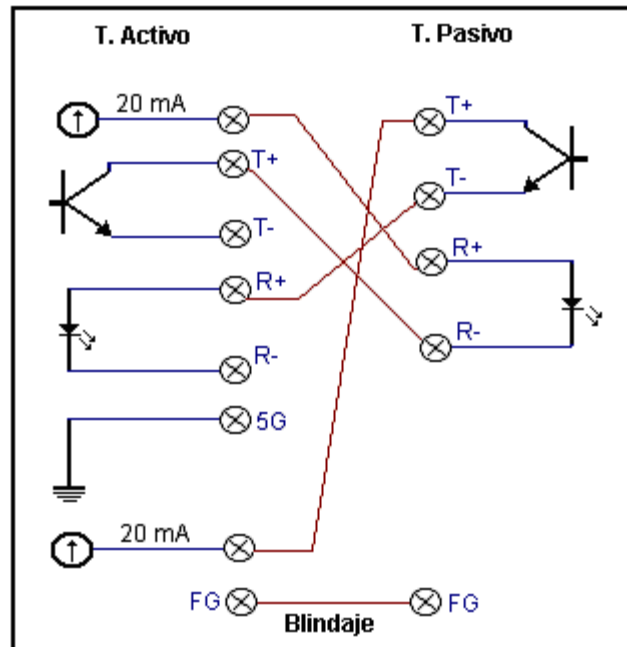 T. Activo
T. Pasivo
20 mA
T+
T+
T-
T-
R+
R+
R-
R-
5G
20 mA
FG
FG
Blindaje